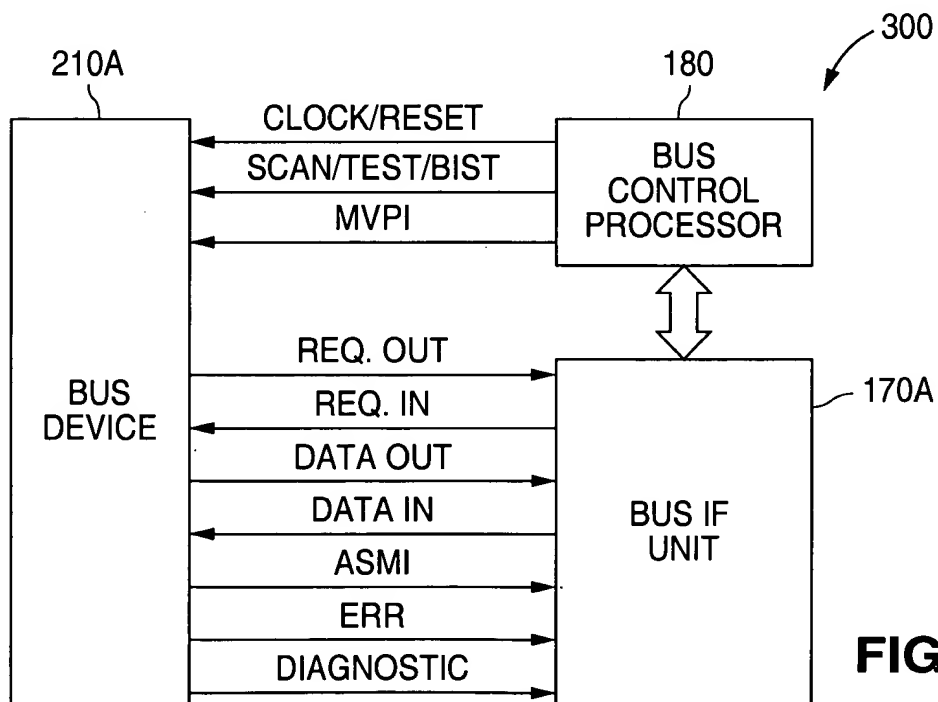 300
210A
180
CLOCK/RESET
SCAN/TEST/BIST
MVPI
BUS
CONTROL
PROCESSOR
REQ. OUT
REQ. IN
DATA OUT
DATA IN
ASMI
ERR
DIAGNOSTIC
BUS
DEVICE
170A
BUS IF
UNIT
FIG